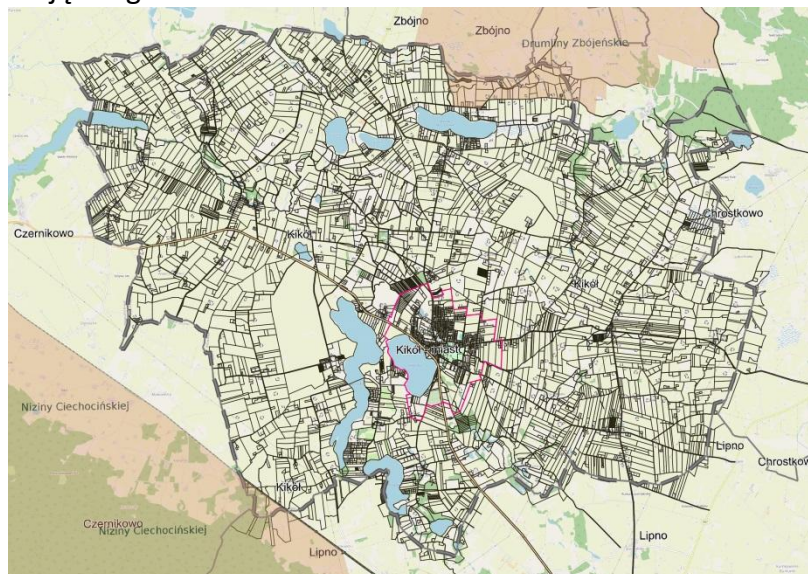 Zbójno
Zbójno
Drumliny Zbójeńskie
Chrostkowo
Czernikowo
Kikół
Kikół
Kikół-miasto
Niziny Ciechocińskiej
Lipno
Chrostkow
Kikół
Czernikowo
Niziny Ciechocińskiej
Lipno
Lipno